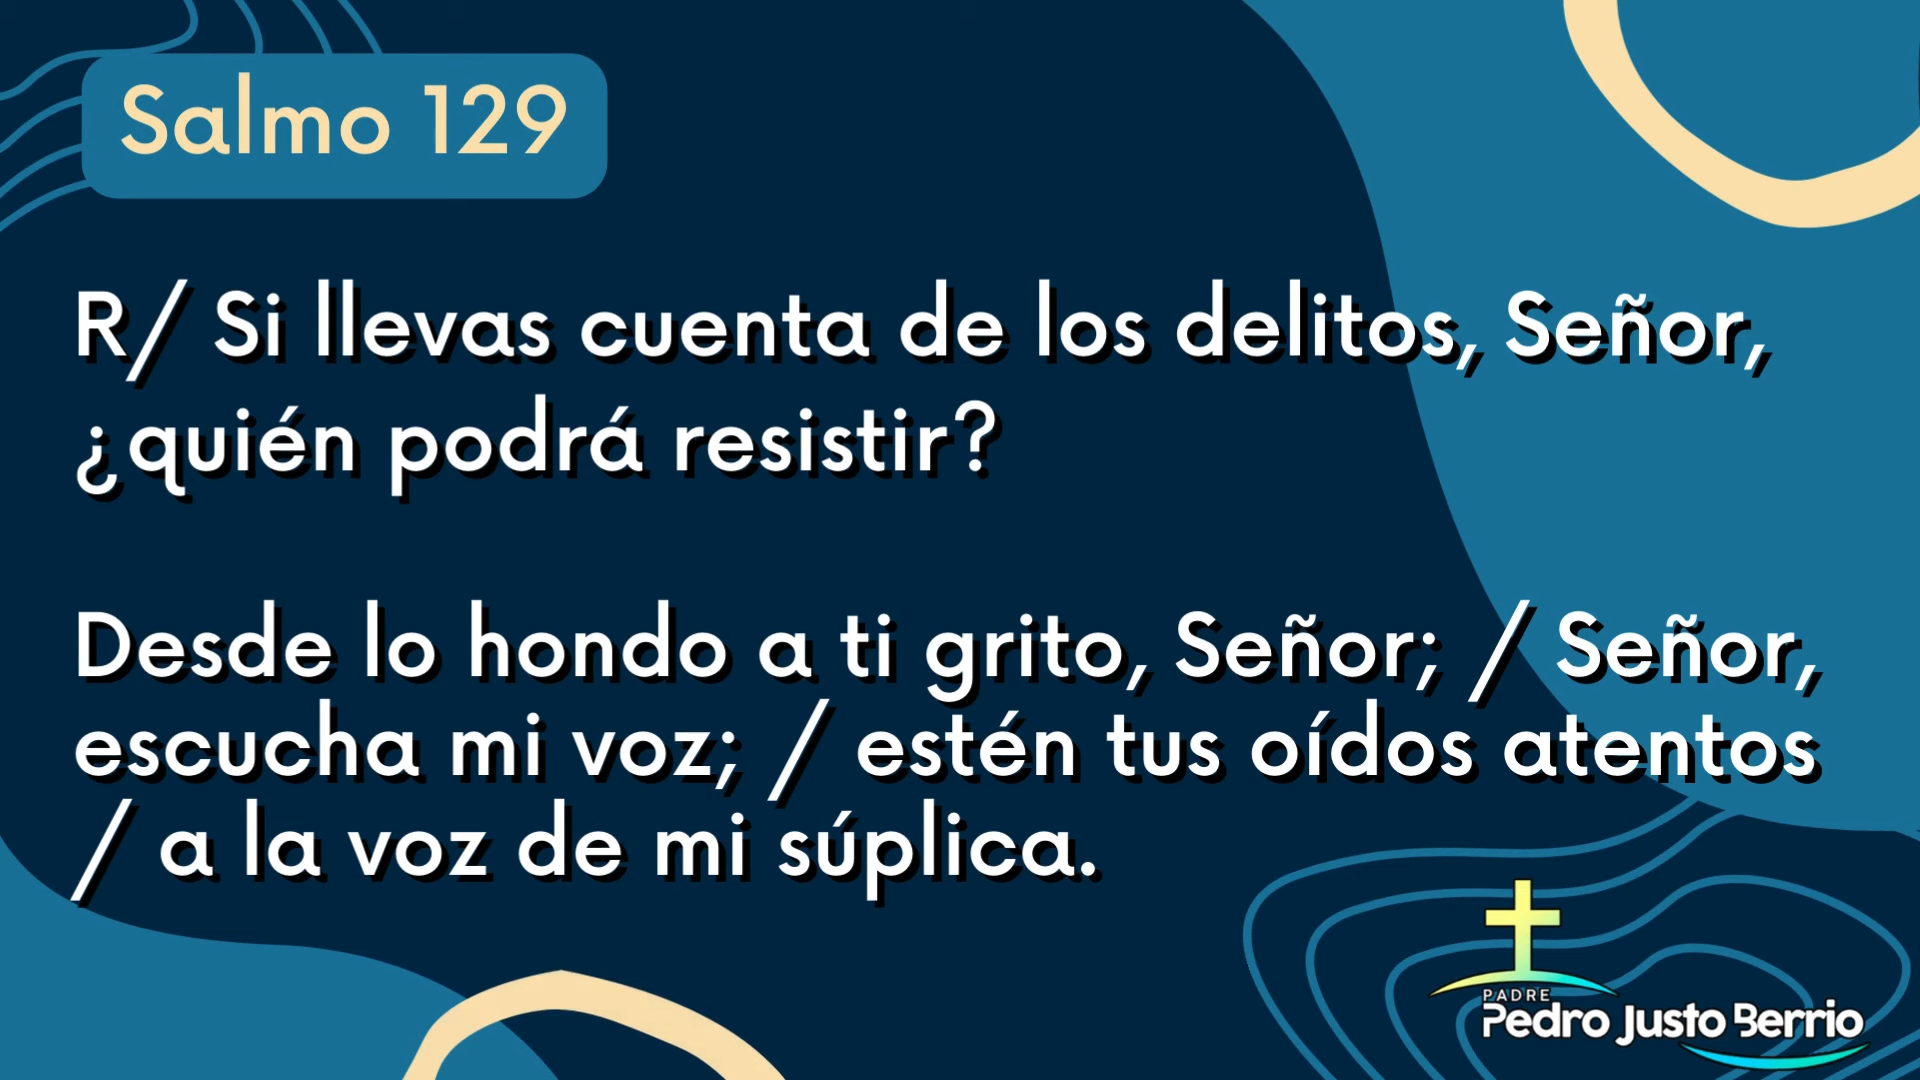 Salmo 129
R/ Si llevas cuenta de los delitos, Señor,
¿quién podrá resistir?
Desde lo hondo a ti grito, Señor; / Señor,
escucha mi voz; / estén tus oídos atentos
/ a la voz de mi súplica.
PADRE
Pedro Justo Berrio